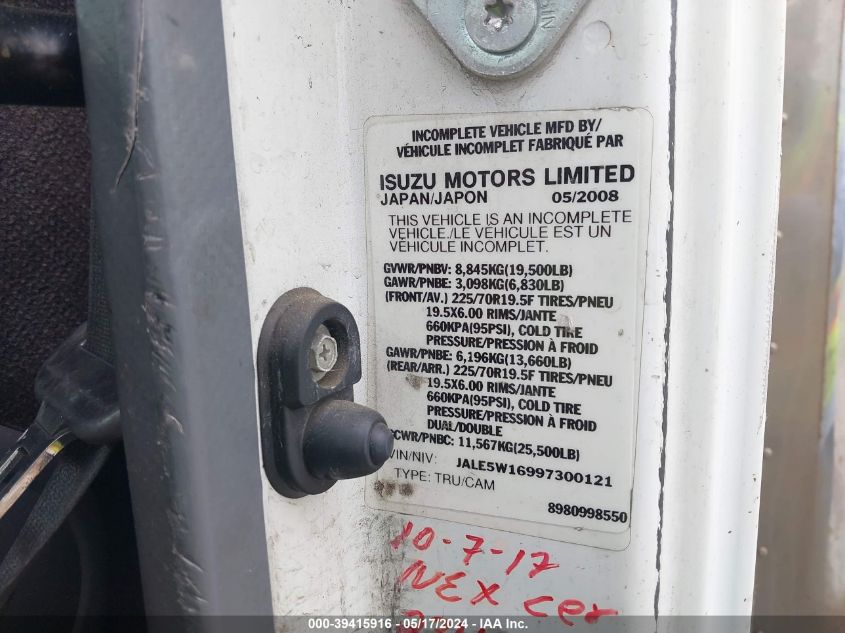 INCOMPLETE VEHICLE MFD BY/
VÉHICULE INCOMPLET FABRIQUÉ PAR
ISUZU MOTORS LIMITED
JAPAN/JAPON 05/2008
THIS VEHICLE IS AN INCOMPLETE
VEHICLE./LE VÉHICULE EST UN
VÉHICULE INCOMPLET.
GVWR/PNBV: 8,845KG(19,500LB)
GAWR/PNBE: 3,098KG(6,830LB)
(FRONT/AV.) 225/70R19.5F TIRES/PNEU
19.5X6.00 RIMS/JANTE
660KPA(95PSI), COLD TIRE
PRESSURE/PRESSION À FROID
GAWR/PNBE: 6,196KG(13,660LB)
(REAR/ARR.) 225/70R19.5F TIRES/PNEU
19.5X6.00 RIMS/JANTE
660KPA(95PSI), COLD TIRE
PRESSURE/PRESSION À FROID
DUAL/DOUBLE
GCWR/PNBC: 11,567KG(25,500LB)
VIN/NIV: JALE5W16997300121
TYPE: TRU/CAM
8980998550
10-7-17
NEX cer
000-39415916 - 05/17/2024 - IAA Inc.